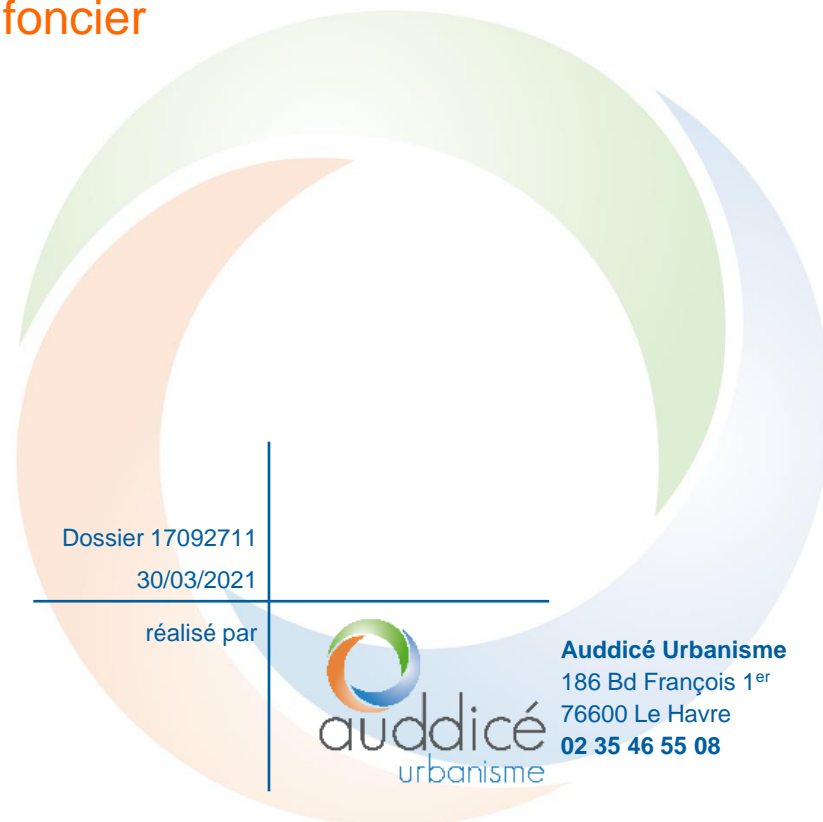 foncier
Dossier 17092711
30/03/2021
réalisé par
auddicé
urbanisme
Auddicé Urbanisme
186 Bd François 1er
76600 Le Havre
02 35 46 55 08